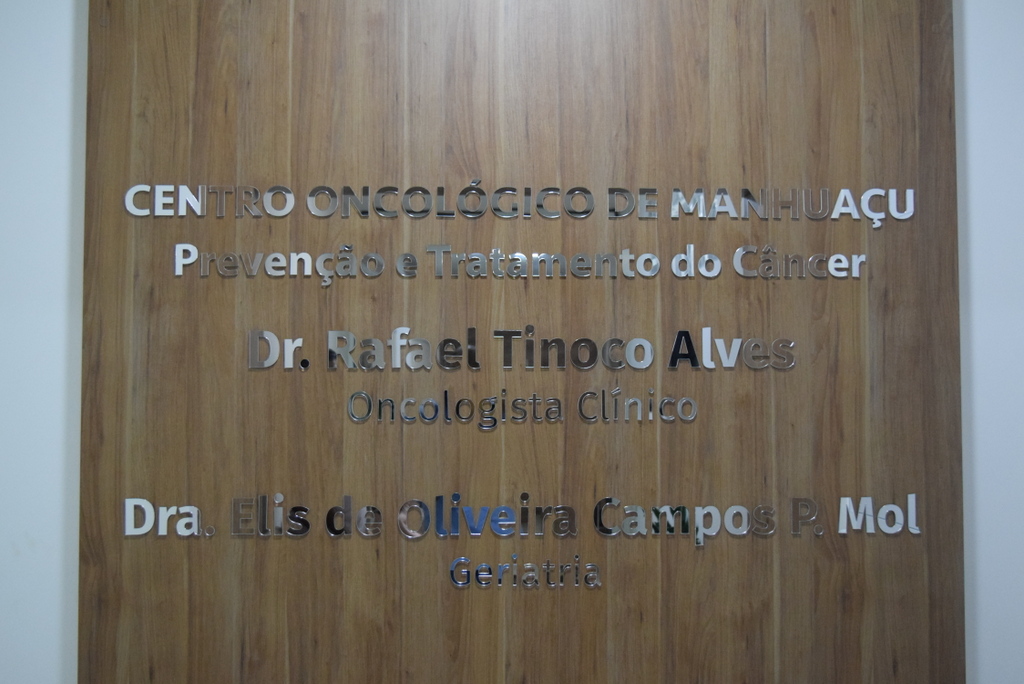 CENTRO ONCOLÓGICO DE MANHUAÇU
Prevenção e Tratamento do Câncer
Dr. Rafael Tinoco Alves
Oncologista Clínico
Dra. Elis de Oliveira Campos P. Mol
Geriatria